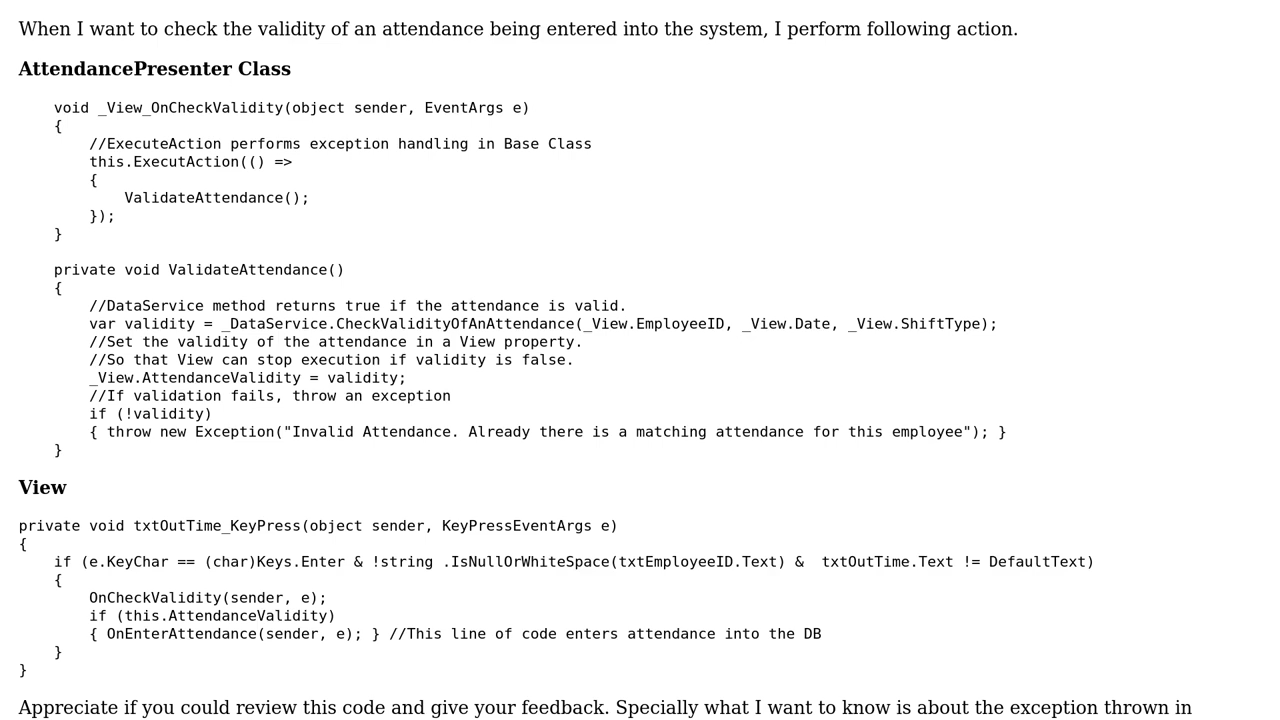 When I want to check the validity of an attendance being entered into the system, I perform following action.
AttendancePresenter Class
void _View_OnCheckValidity(object sender, EventArgs e)
{
//ExecuteAction performs exception handling in Base Class
this.ExecutAction(() =>
{
ValidateAttendance();
});
}
private void ValidateAttendance()
{
//DataService method returns true if the attendance is valid.
var validity = _DataService.CheckValidityOfAnAttendance(_View.EmployeeID, _View.Date, _View.ShiftType);
//Set the validity of the attendance in a View property.
//So that View can stop execution if validity is false.
_View.AttendanceValidity = validity;
//If validation fails, throw an exception
if (!validity)
{ throw new Exception("Invalid Attendance. Already there is a matching attendance for this employee"); }
}
View
private void txtOutTime_KeyPress(object sender, KeyPressEventArgs e)
{
if (e.KeyChar == (char)Keys.Enter & !string .IsNullOrWhiteSpace(txtEmployeeID.Text) &  txtOutTime.Text != DefaultText)
{
OnCheckValidity(sender, e);
if (this.AttendanceValidity)
{ OnEnterAttendance(sender, e); } //This line of code enters attendance into the DB
}
}
Appreciate if you could review this code and give your feedback. Specially what I want to know is about the exception thrown in